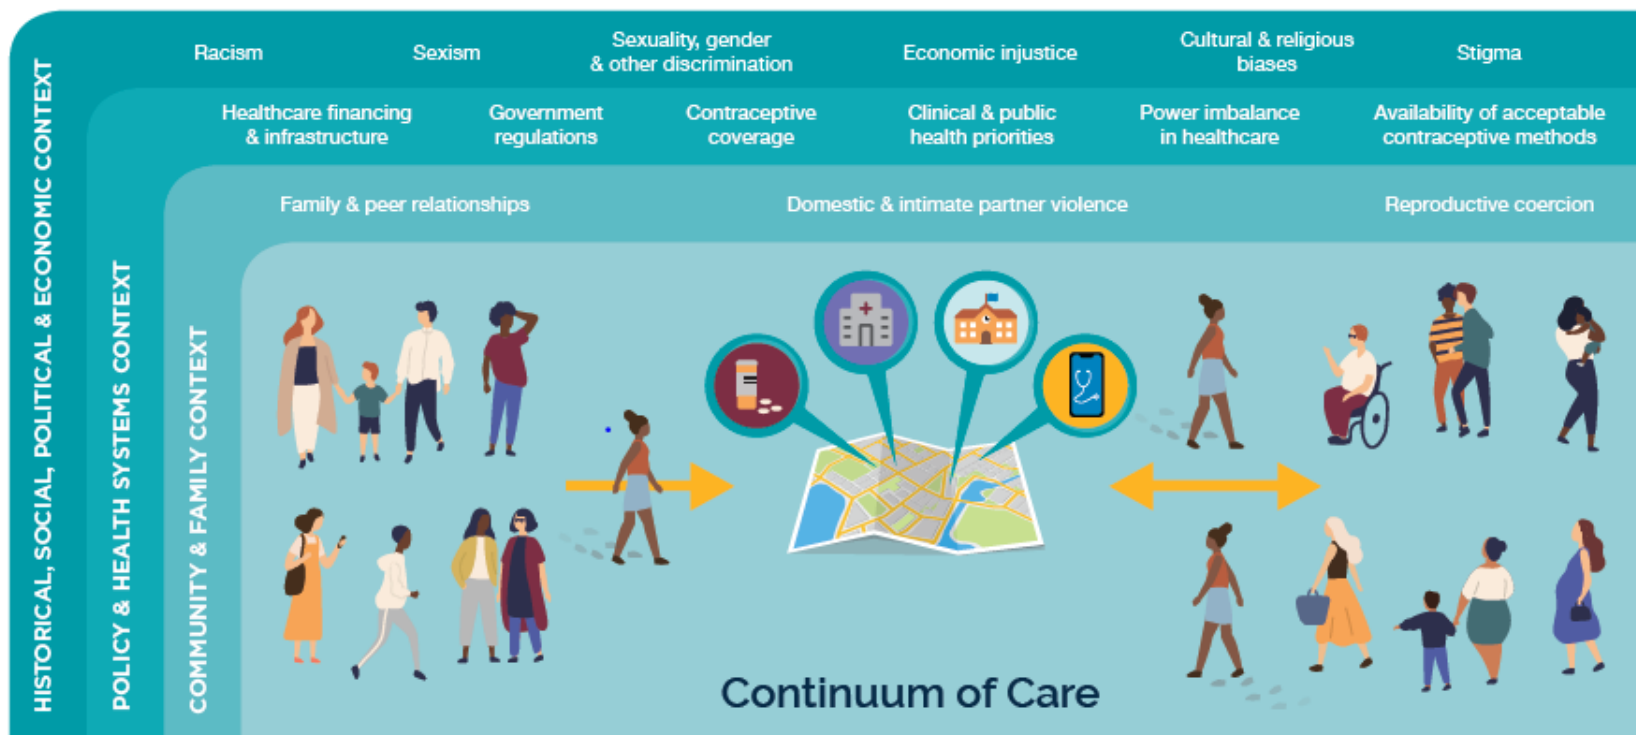 HISTORICAL, SOCIAL, POLITICAL & ECONOMIC CONTEXT
Racism
Sexism
Sexuality, gender
& other discrimination
Economic injustice
Cultural & religious
biases
Stigma
POLICY & HEALTH SYSTEMS CONTEXT
Healthcare financing
& infrastructure
Government
regulations
Contraceptive
coverage
Clinical & public
health priorities
Power imbalance
in healthcare
Availability of acceptable
contraceptive methods
COMMUNITY & FAMILY CONTEXT
Family & peer relationships
Domestic & intimate partner violence
Reproductive coercion
Continuum of Care